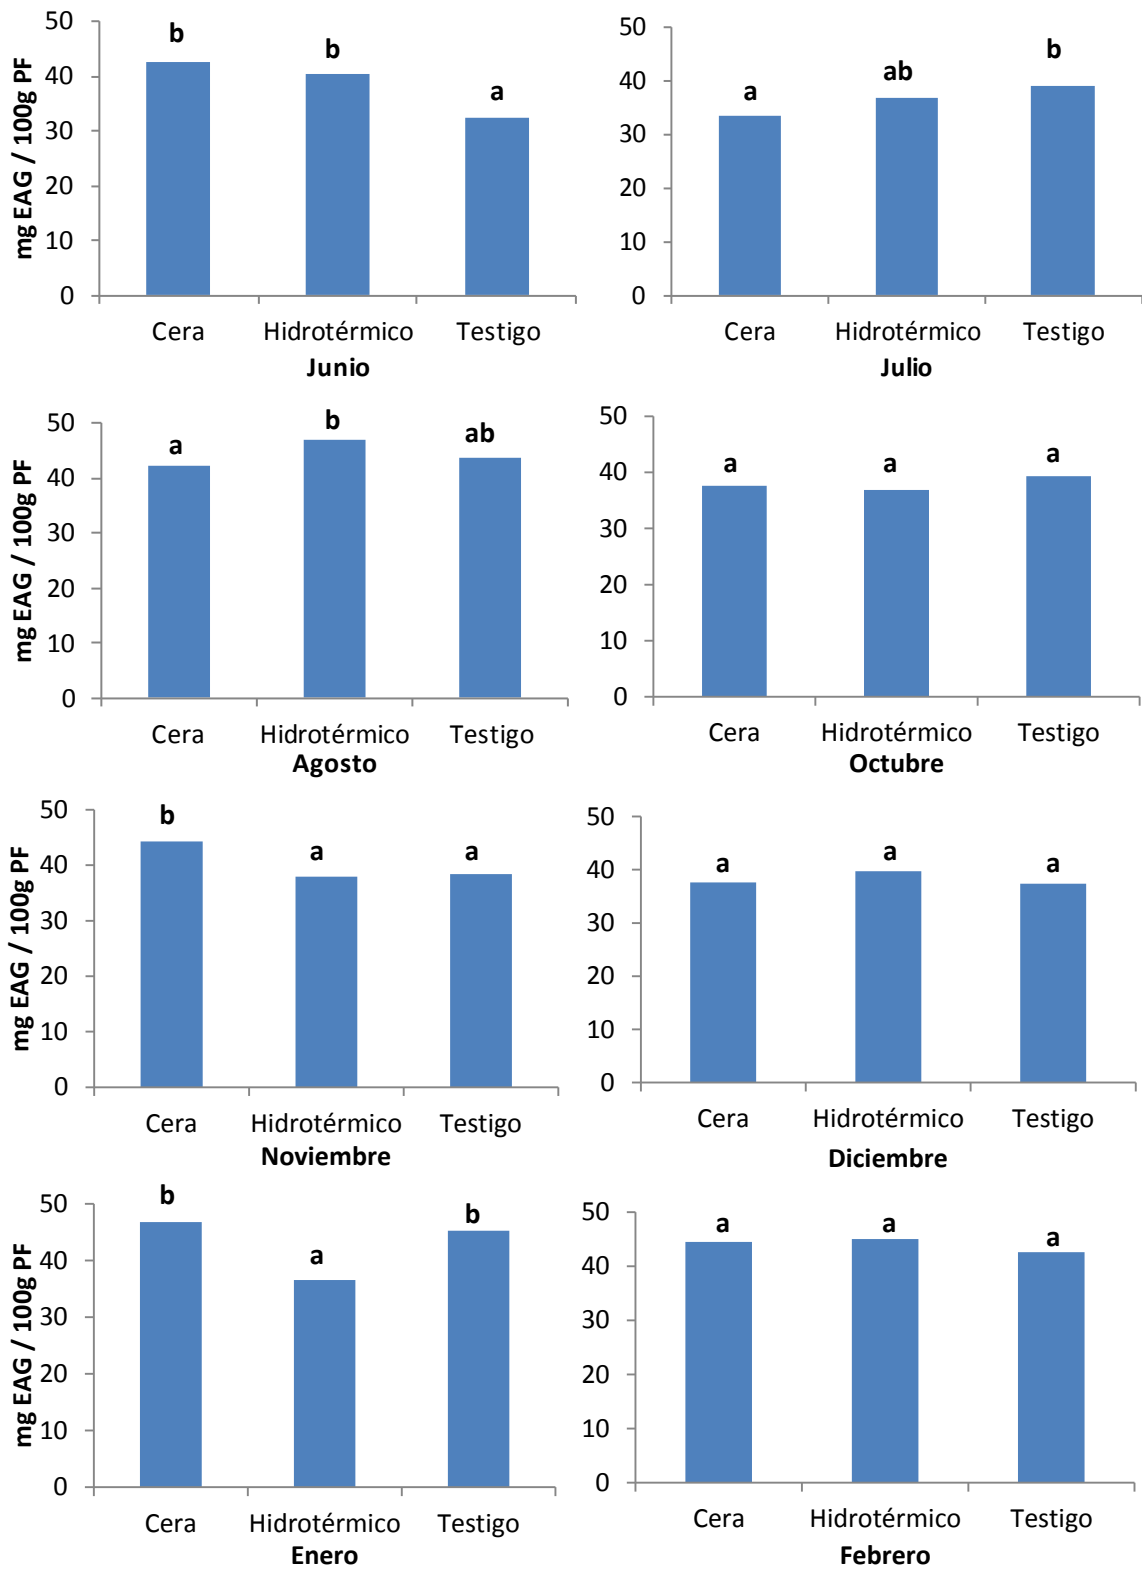 mg EAG / 100g PF
50
40
30
20
10
0
b
b
a
Cera Hidrotérmico Testigo
Junio
50
40
30
20
10
0
a
ab
b
Cera Hidrotérmico Testigo
Julio
mg EAG / 100g PF
50
40
30
20
10
0
a
b
ab
Cera Hidrotérmico Testigo
Agosto
50
40
30
20
10
0
a
a
a
Cera Hidrotérmico Testigo
Octubre
mg EAG / 100g PF
50
40
30
20
10
0
b
a
a
Cera Hidrotérmico Testigo
Noviembre
50
40
30
20
10
0
a
a
a
Cera Hidrotérmico Testigo
Diciembre
mg EAG / 100g PF
50
40
30
20
10
0
b
a
b
Cera Hidrotérmico Testigo
Enero
50
40
30
20
10
0
a
a
a
Cera Hidrotérmico Testigo
Febrero